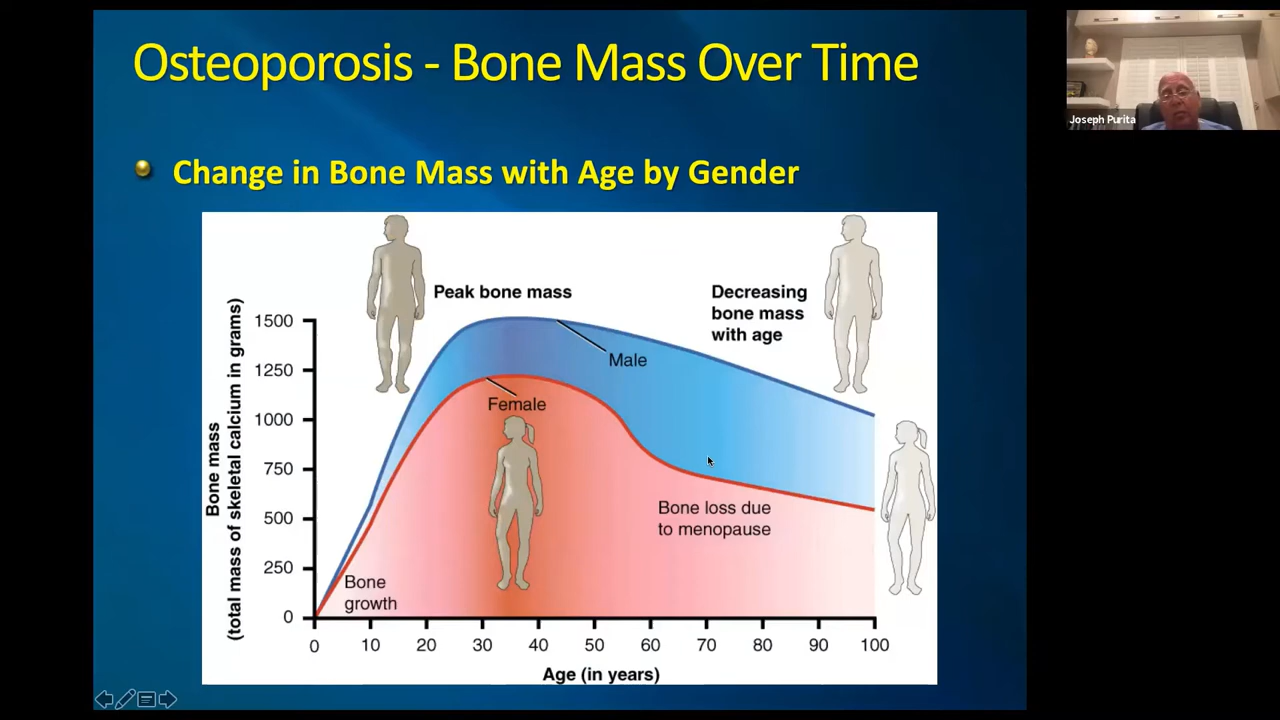 Osteoporosis - Bone Mass Over Time
Joseph Purita
Change in Bone Mass with Age by Gender
Peak bone mass
Decreasing
bone mass
with age
Bone mass
(total mass of skeletal calcium in grams)
1500
1250
1000
750
500
250
0
Male
Female
Bone loss due
to menopause
Bone
growth
0 10 20 30 40 50 60 70 80 90 100
Age (in years)